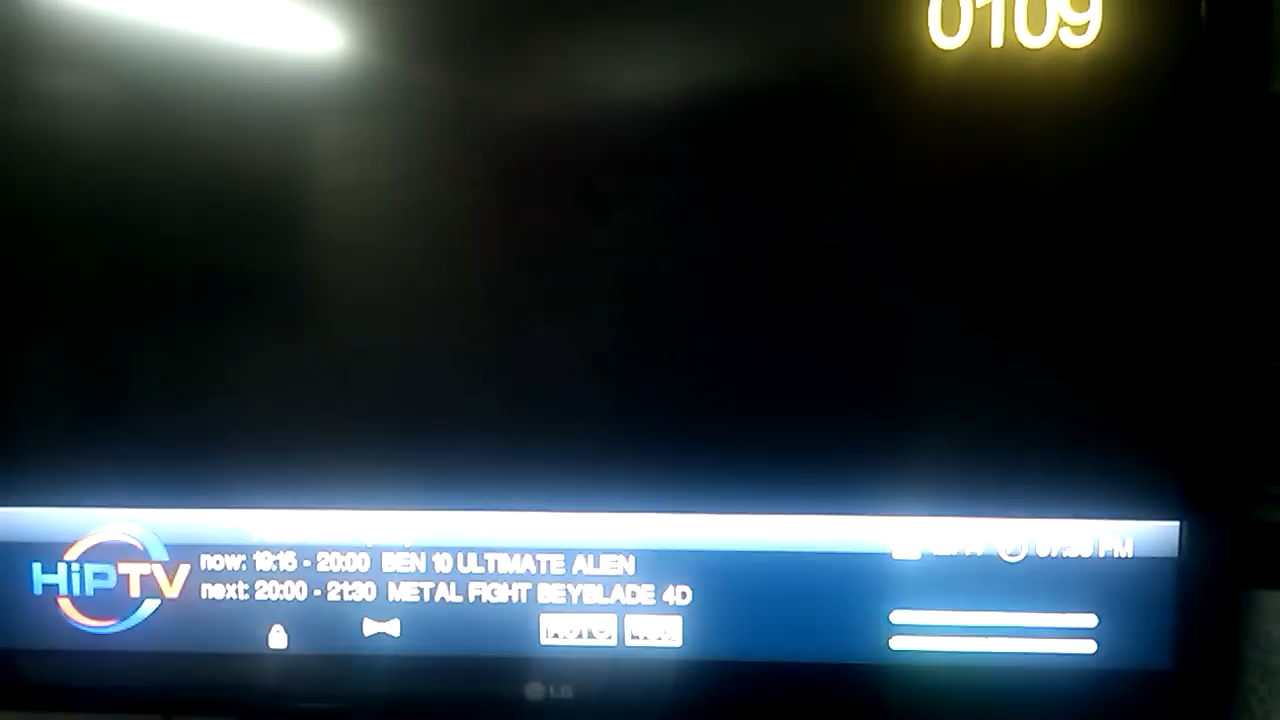 0109
HiPTV
now: 19:15 - 20:00 BEN 10 ULTIMATE ALIEN
next: 20:00 - 21:30 METAL FIGHT BEYBLADE 4D
AUTO
LG